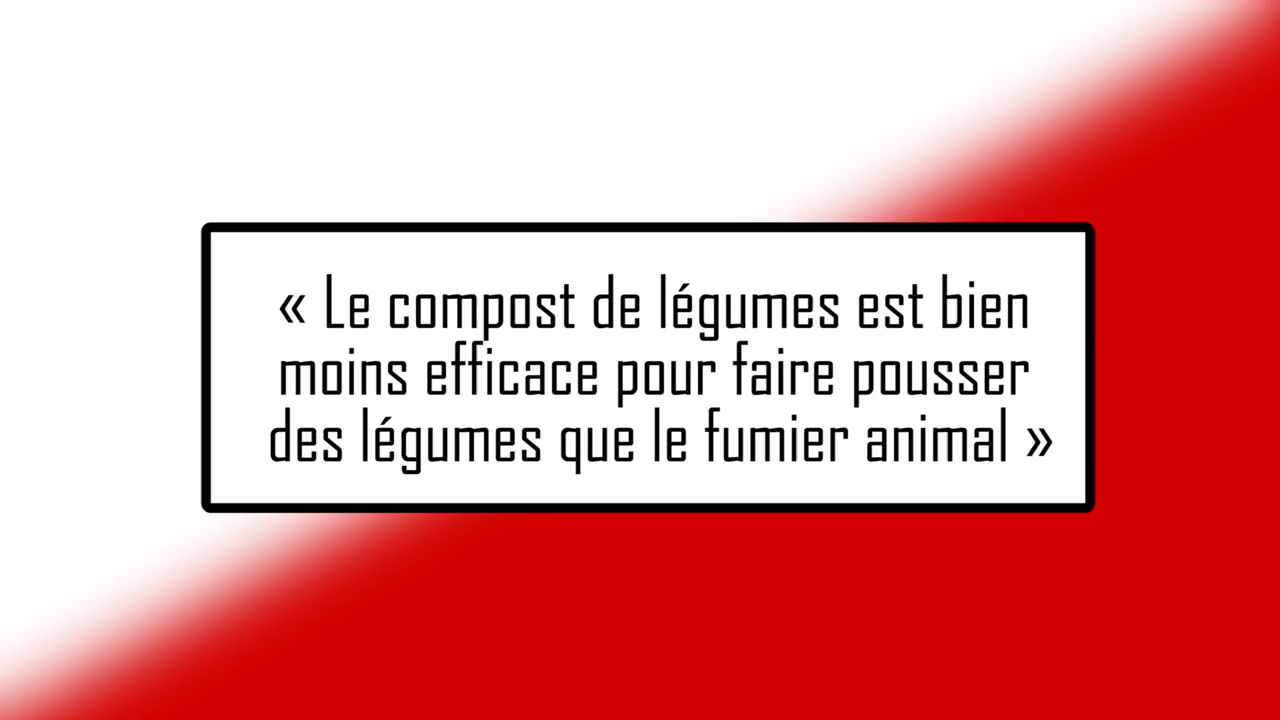 « Le compost de légumes est bien
moins efficace pour faire pousser
des légumes que le fumier animal »